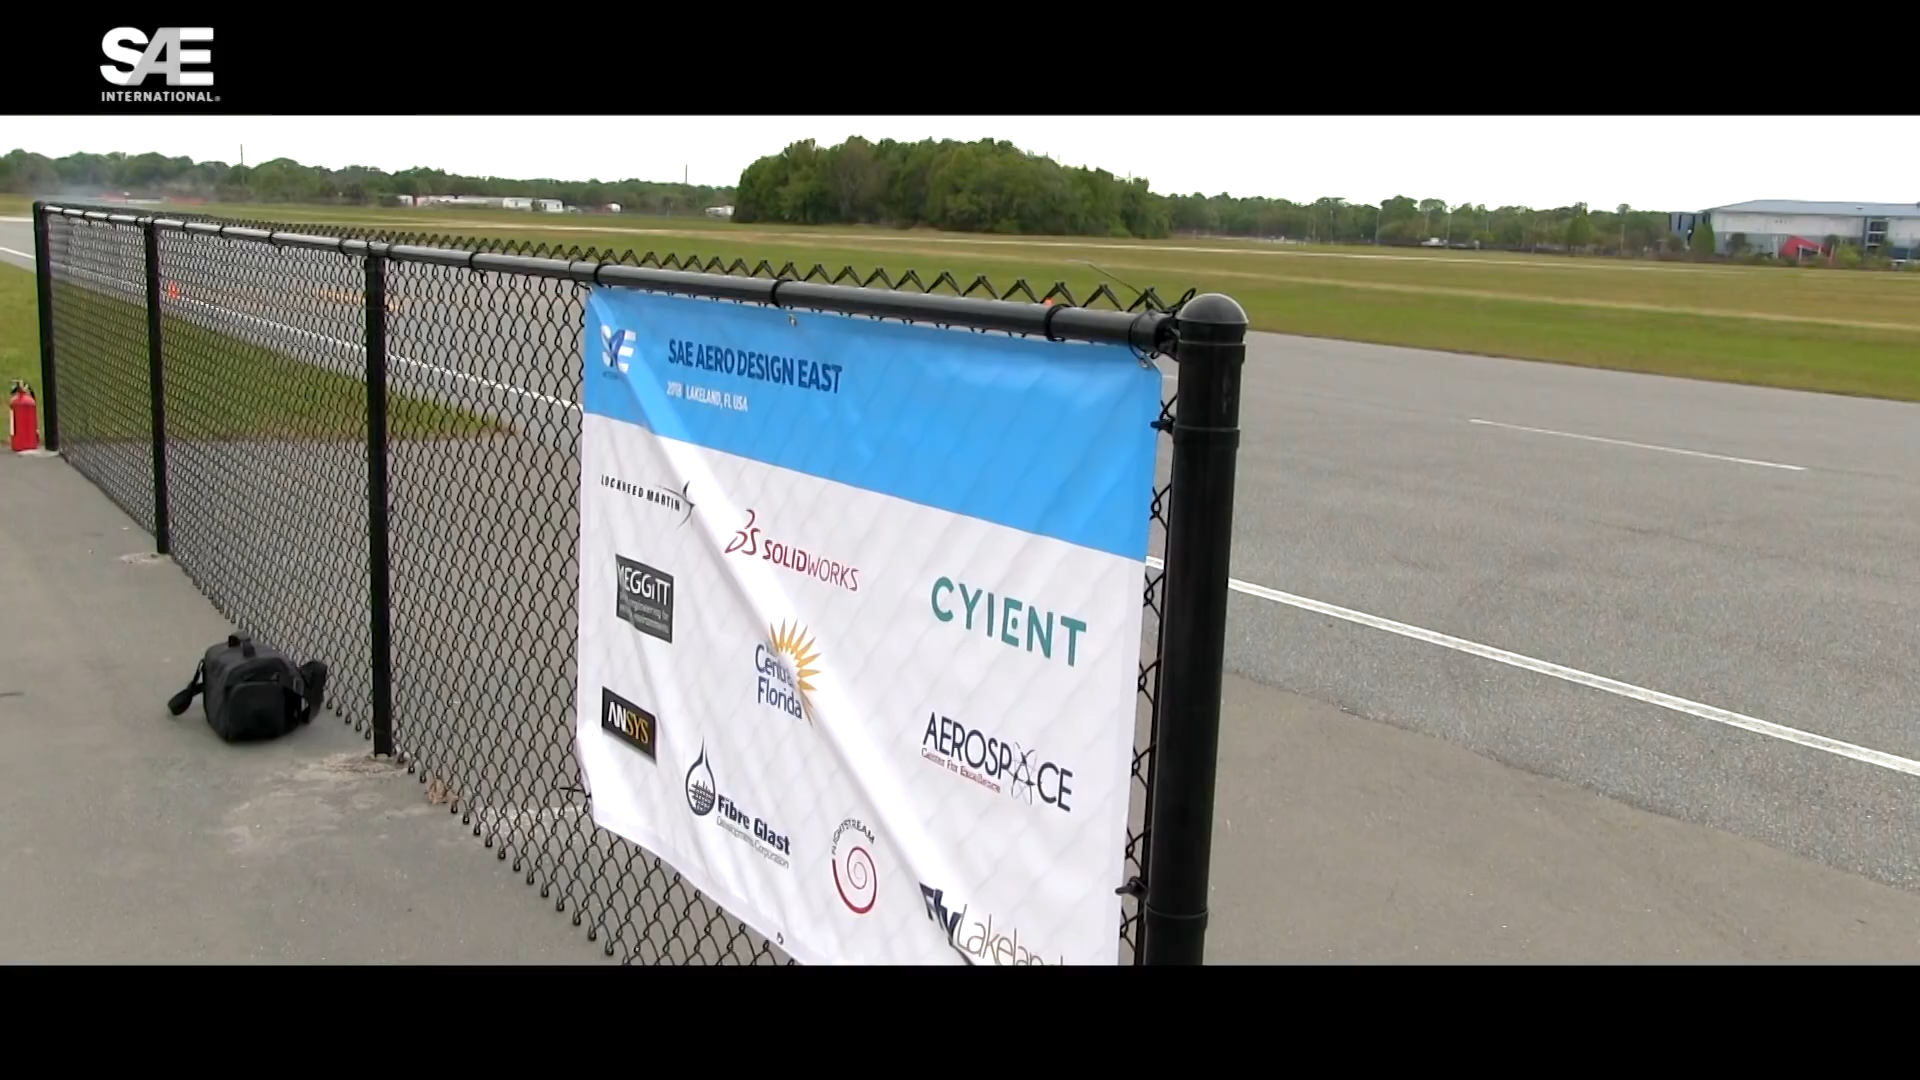 SAE
INTERNATIONAL®
SAE
SAE AERO DESIGN EAST
2018 LAKELAND, FL USA
LOCKHEED MARTIN
SOLIDWORKS
CYIENT
MEGGiTT
Central
Florida
ANSYS
AEROSPACE
Center For Excellence
Fibre Glast
Developments Corporation
FLIGHTSTREAM
FlyLakeland